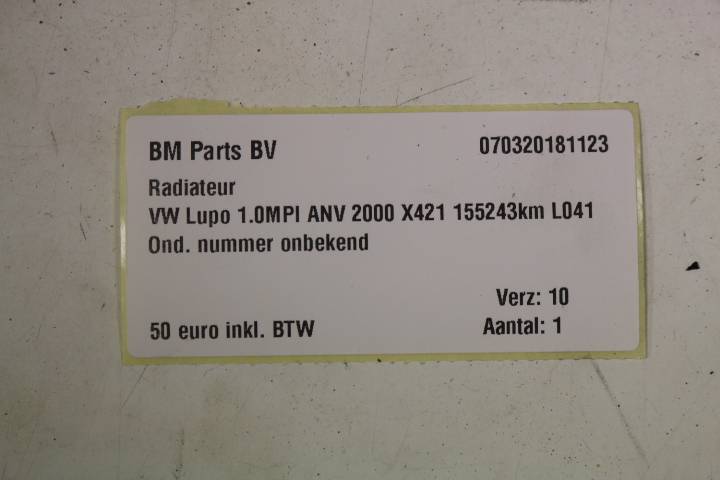 BM Parts BV 070320181123
Radiateur
VW Lupo 1.0MPI ANV 2000 X421 155243km L041
Ond. nummer onbekend
Verz: 10
50 euro inkl. BTW Aantal: 1